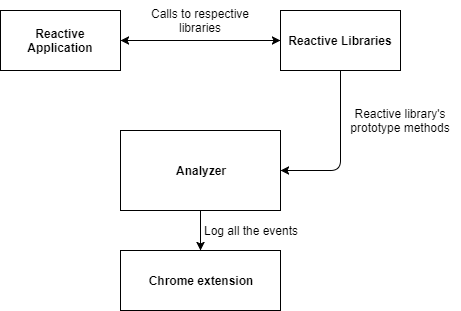 Reactive
Application
Calls to respective
libraries
Reactive Libraries
Reactive library's
prototype methods
Analyzer
Log all the events
Chrome extension